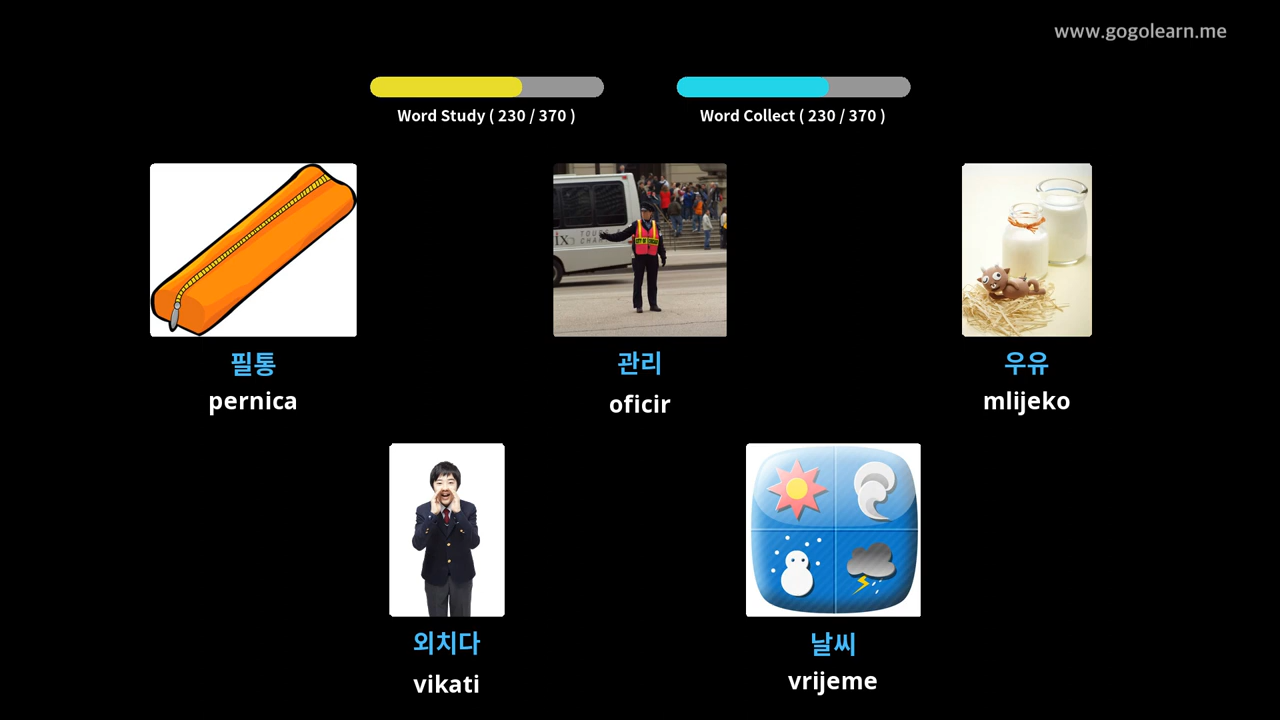 www.gogolearn.me
Word Study ( 230 / 370 )
Word Collect ( 230 / 370 )
필통
관리
우유
pernica
oficir
mlijeko
외치다
날씨
vikati
vrijeme